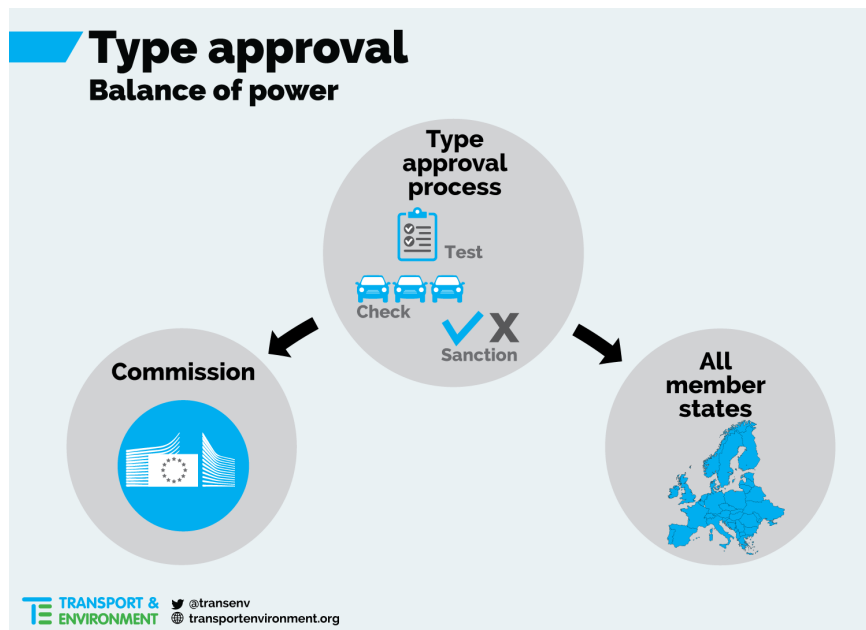 Type approval
Balance of power
Type
approval
process
Test
Check
Sanction
Commission
All
member
states
TRANSPORT &
ENVIRONMENT
@transenv
transportenvironment.org